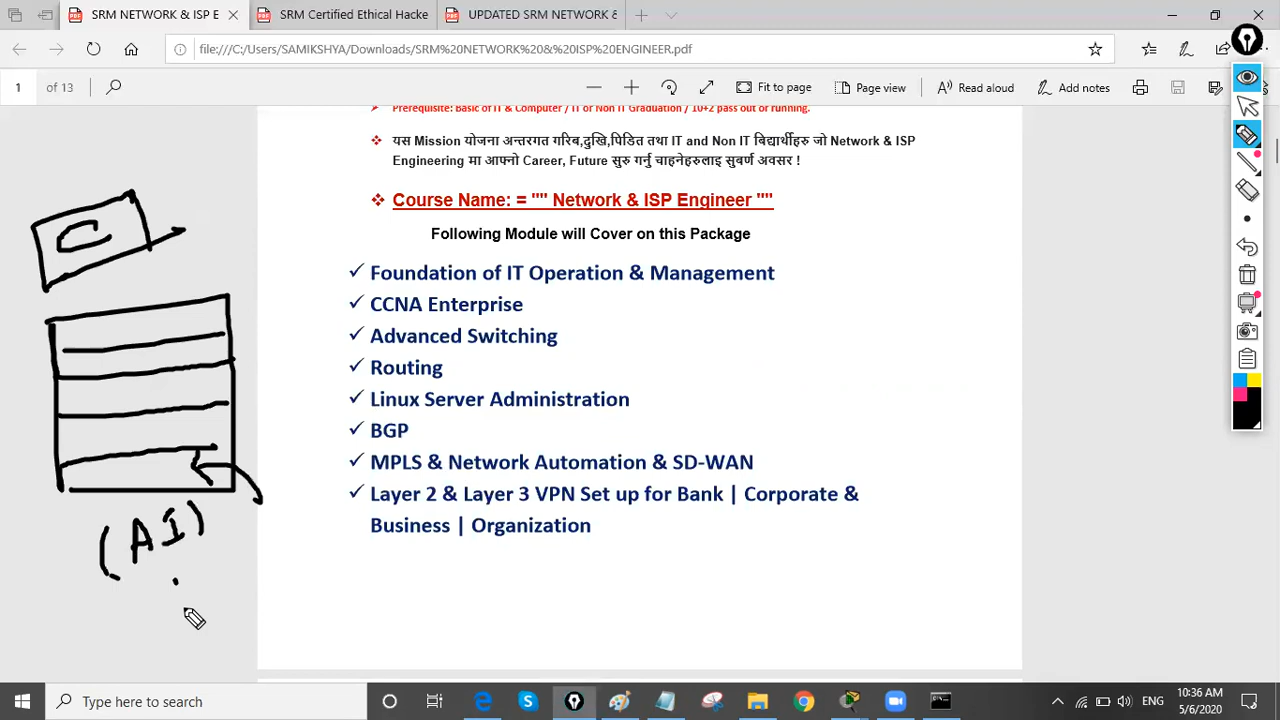 SRM NETWORK & ISP E
SRM Certified Ethical Hacke
UPDATED SRM NOTWORK &
file:///C:/Users/SAMIKSHYA/Downloads/SRM%20NETWORK%20&%20ISP%20ENGINEER.pdf
1 of 13
Fit to page
Page view
Read aloud
Add notes
Prerequisite: Basic of IT & Computer / IT or Non IT Graduation / 10+2 pass out or running.
यस Mission योजना अन्तरगत गरिब,दुखि,पिडित तथा IT and Non IT बिद्यार्थीहरु जो Network & ISP
Engineering मा आफ्नो Career, Future सुरु गर्नु चाहनेहरुलाइ सुबर्ण अवसर !
Course Name: = "" Network & ISP Engineer ""
Following Module will Cover on this Package
✓ Foundation of IT Operation & Management
✓ CCNA Enterprise
✓ Advanced Switching
✓ Routing
✓ Linux Server Administration
✓ BGP
✓ MPLS & Network Automation & SD-WAN
✓ Layer 2 & Layer 3 VPN Set up for Bank | Corporate &
Business | Organization
C
(AI)
Type here to search
ENG
10:36 AM
5/6/2020